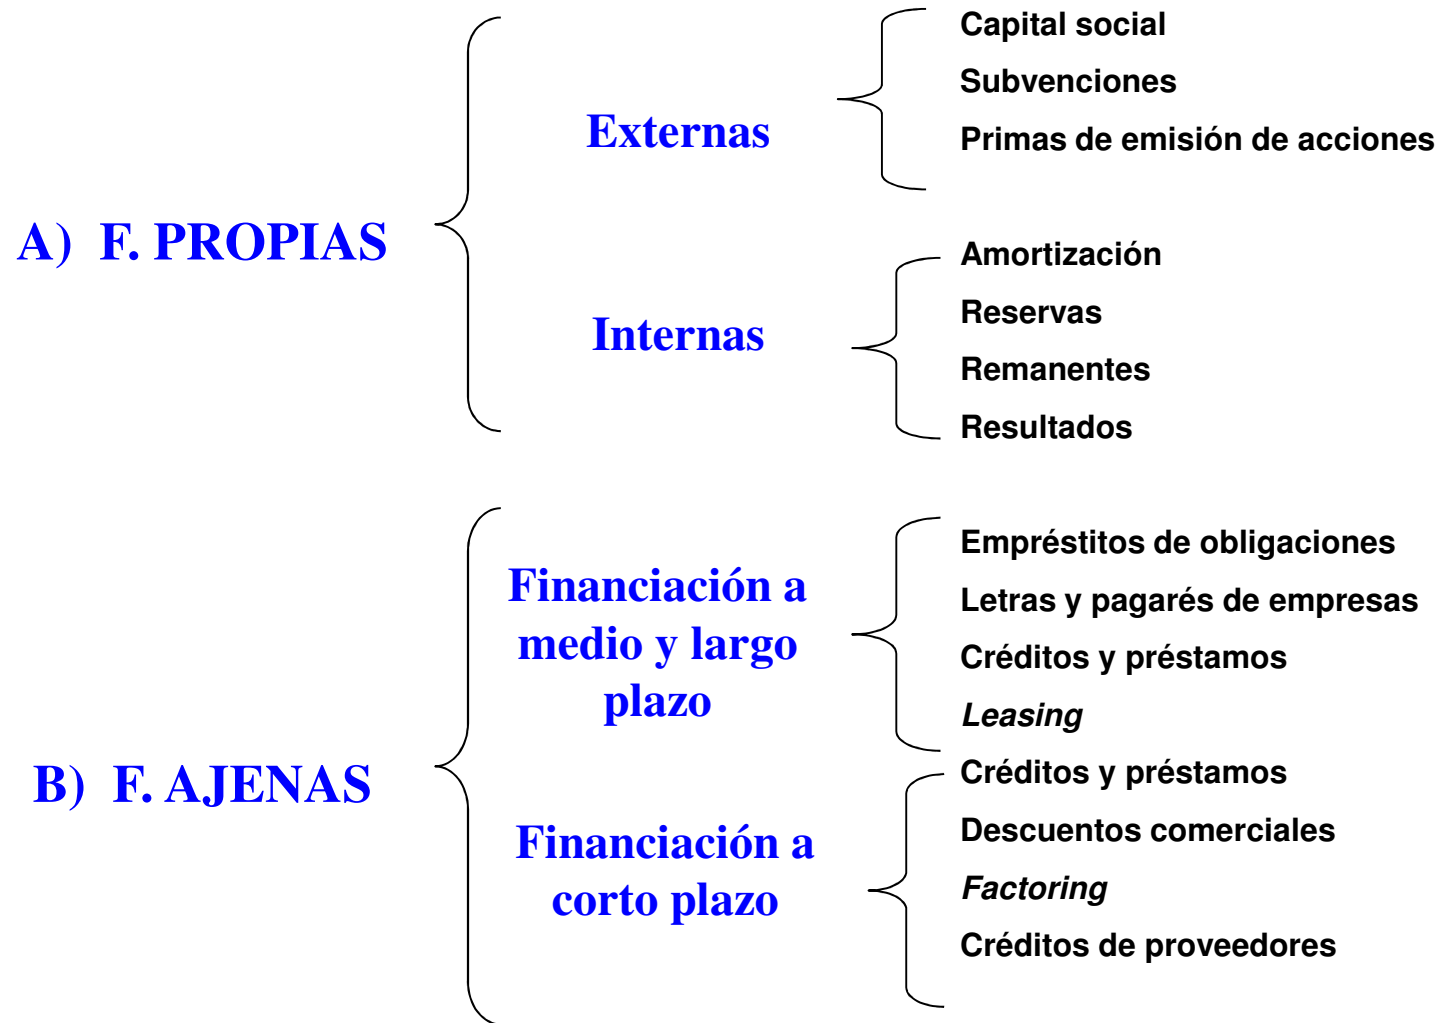 A) F. PROPIAS
Externas
Capital social
Subvenciones
Primas de emisión de acciones
Internas
Amortización
Reservas
Remanentes
Resultados
B) F. AJENAS
Financiación a
medio y largo
plazo
Empréstitos de obligaciones
Letras y pagarés de empresas
Créditos y préstamos
Leasing
Financiación a
corto plazo
Créditos y préstamos
Descuentos comerciales
Factoring
Créditos de proveedores